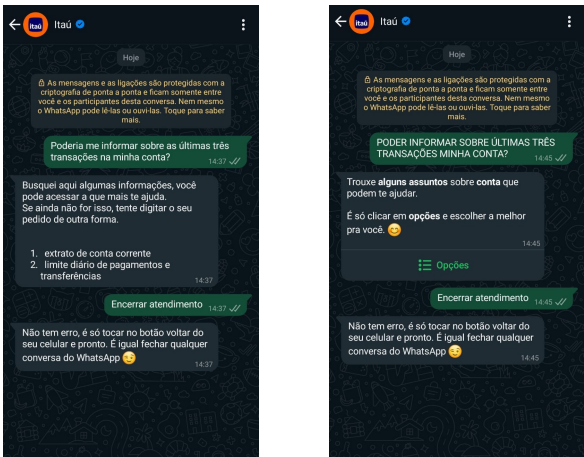 itaú Itaú
Hoje
As mensagens e as ligações são protegidas com a
criptografia de ponta a ponta e ficam somente entre
você e os participantes desta conversa. Nem mesmo
o WhatsApp pode lê-las ou ouvi-las. Toque para saber
mais.
Poderia me informar sobre as últimas três
transações na minha conta? 14:37
Busquei aqui algumas informações, você
pode acessar a que mais te ajuda.
Se ainda não for isso, tente digitar o seu
pedido de outra forma.
1. extrato de conta corrente
2. limite diário de pagamentos e
transferências 14:37
Encerrar atendimento 14:37
Não tem erro, é só tocar no botão voltar do
seu celular e pronto. É igual fechar qualquer
conversa do WhatsApp 😉 14:37
itaú Itaú
Hoje
As mensagens e as ligações são protegidas com a
criptografia de ponta a ponta e ficam somente entre
você e os participantes desta conversa. Nem mesmo
o WhatsApp pode lê-las ou ouvi-las. Toque para saber
mais.
PODER INFORMAR SOBRE ÚLTIMAS TRÊS
TRANSAÇÕES MINHA CONTA? 14:45
Trouxe alguns assuntos sobre conta que
podem te ajudar.
É só clicar em opções e escolher a melhor
pra você. 😊
14:45
Opções
Encerrar atendimento 14:45
Não tem erro, é só tocar no botão voltar do
seu celular e pronto. É igual fechar qualquer
conversa do WhatsApp 😉 14:45